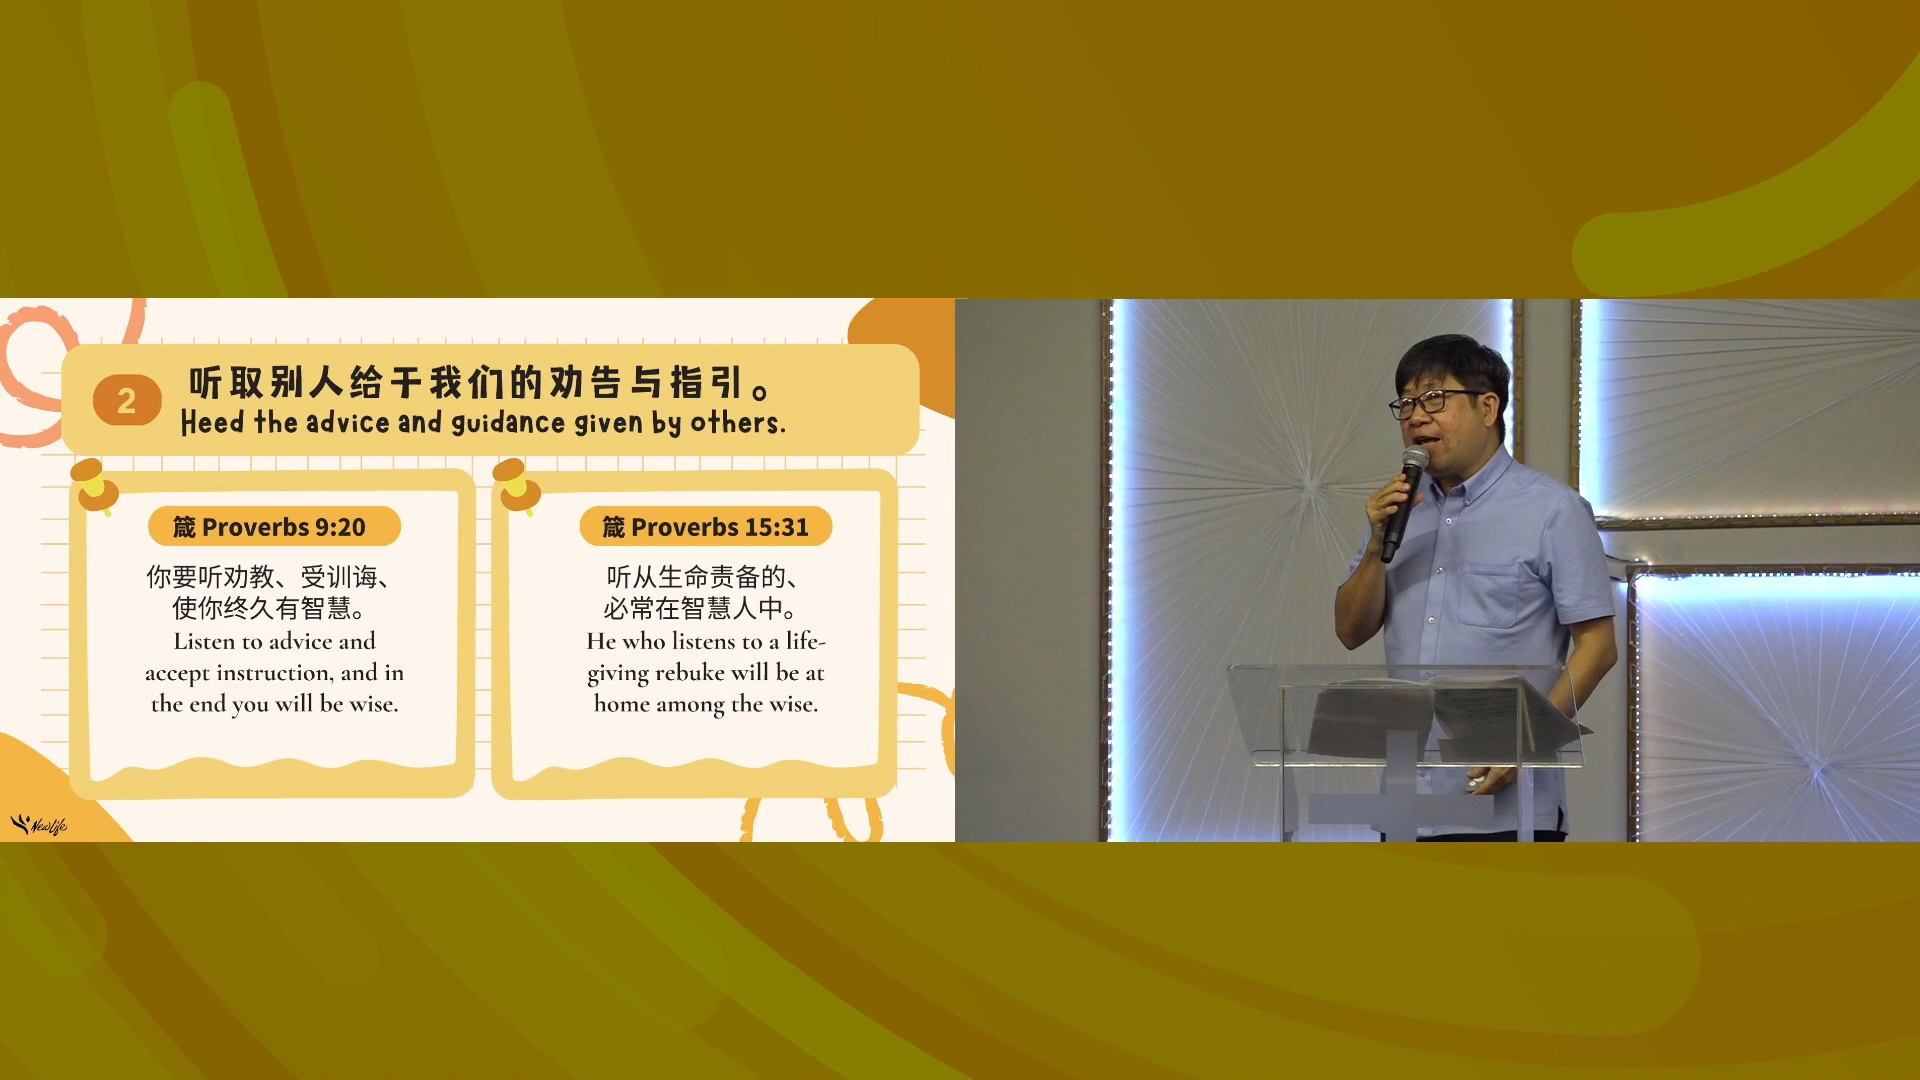 2
听取别人给于我们的劝告与指引。
Heed the advice and guidance given by others.
箴 Proverbs 9:20
你要听劝教、受训诲、
使你终久有智慧。
Listen to advice and
accept instruction, and in
the end you will be wise.
箴 Proverbs 15:31
听从生命责备的、
必常在智慧人中。
He who listens to a life-
giving rebuke will be at
home among the wise.
NewLife